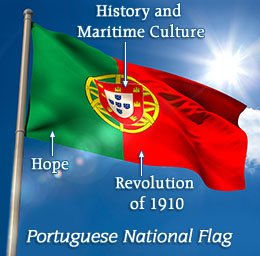 History and
Maritime Culture
Hope
Revolution
of 1910
Portuguese National Flag